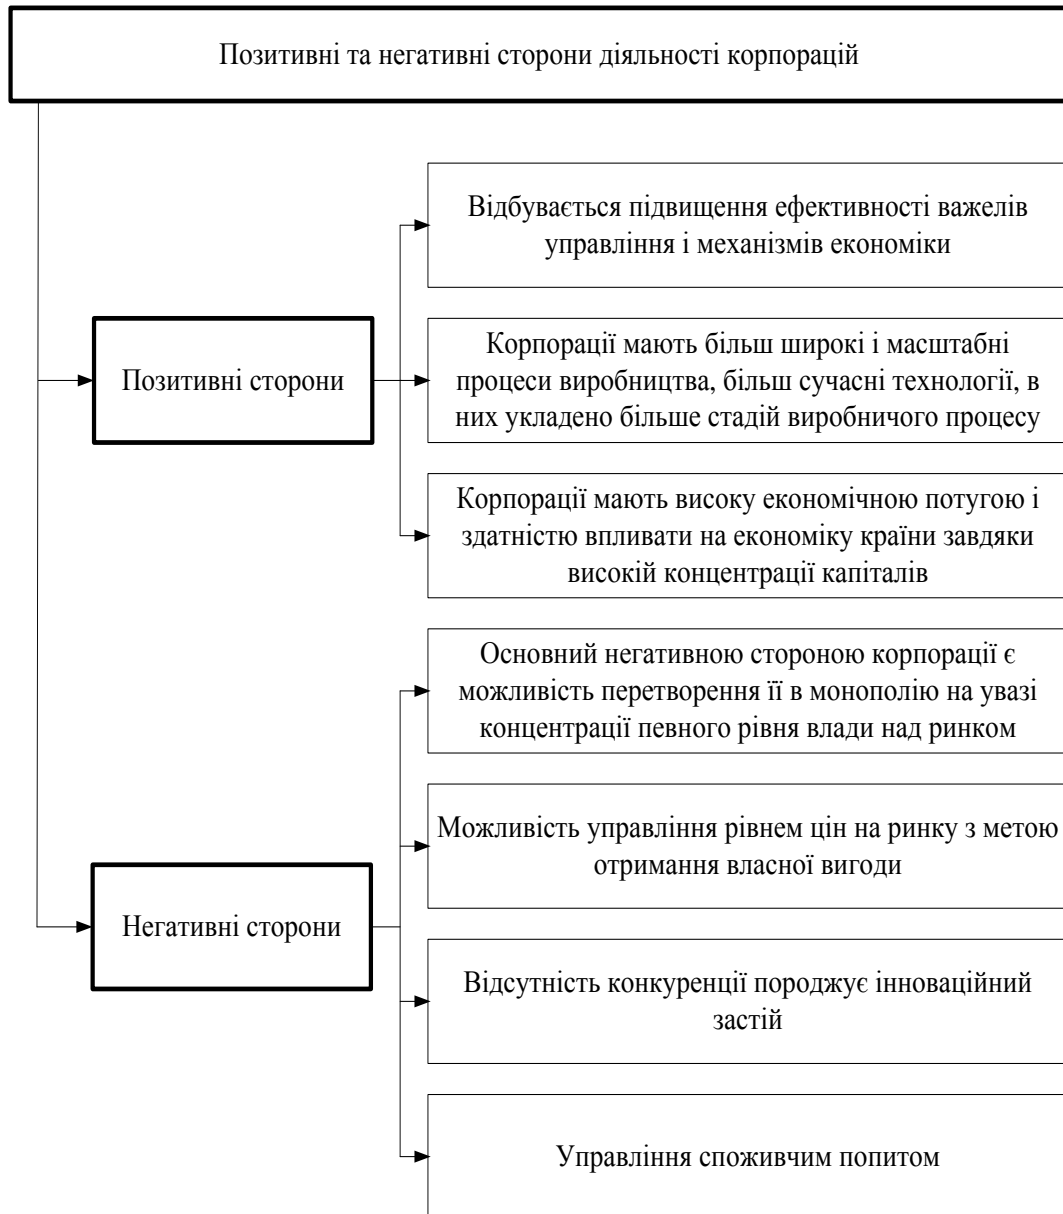 Позитивні та негативні сторони діяльності корпорацій
Позитивні сторони
Відбувається підвищення ефективності важелів
управління і механізмів економіки
Корпорації мають більш широкі і масштабні
процеси виробництва, більш сучасні технології, в
них укладено більше стадій виробничого процесу
Корпорації мають високу економічною потугою і
здатністю впливати на економіку країни завдяки
високій концентрації капіталів
Негативні сторони
Основний негативною стороною корпорації є
можливість перетворення її в монополію на увазі
концентрації певного рівня влади над ринком
Можливість управління рівнем цін на ринку з метою
отримання власної вигоди
Відсутність конкуренції породжує інноваційний
застій
Управління споживчим попитом